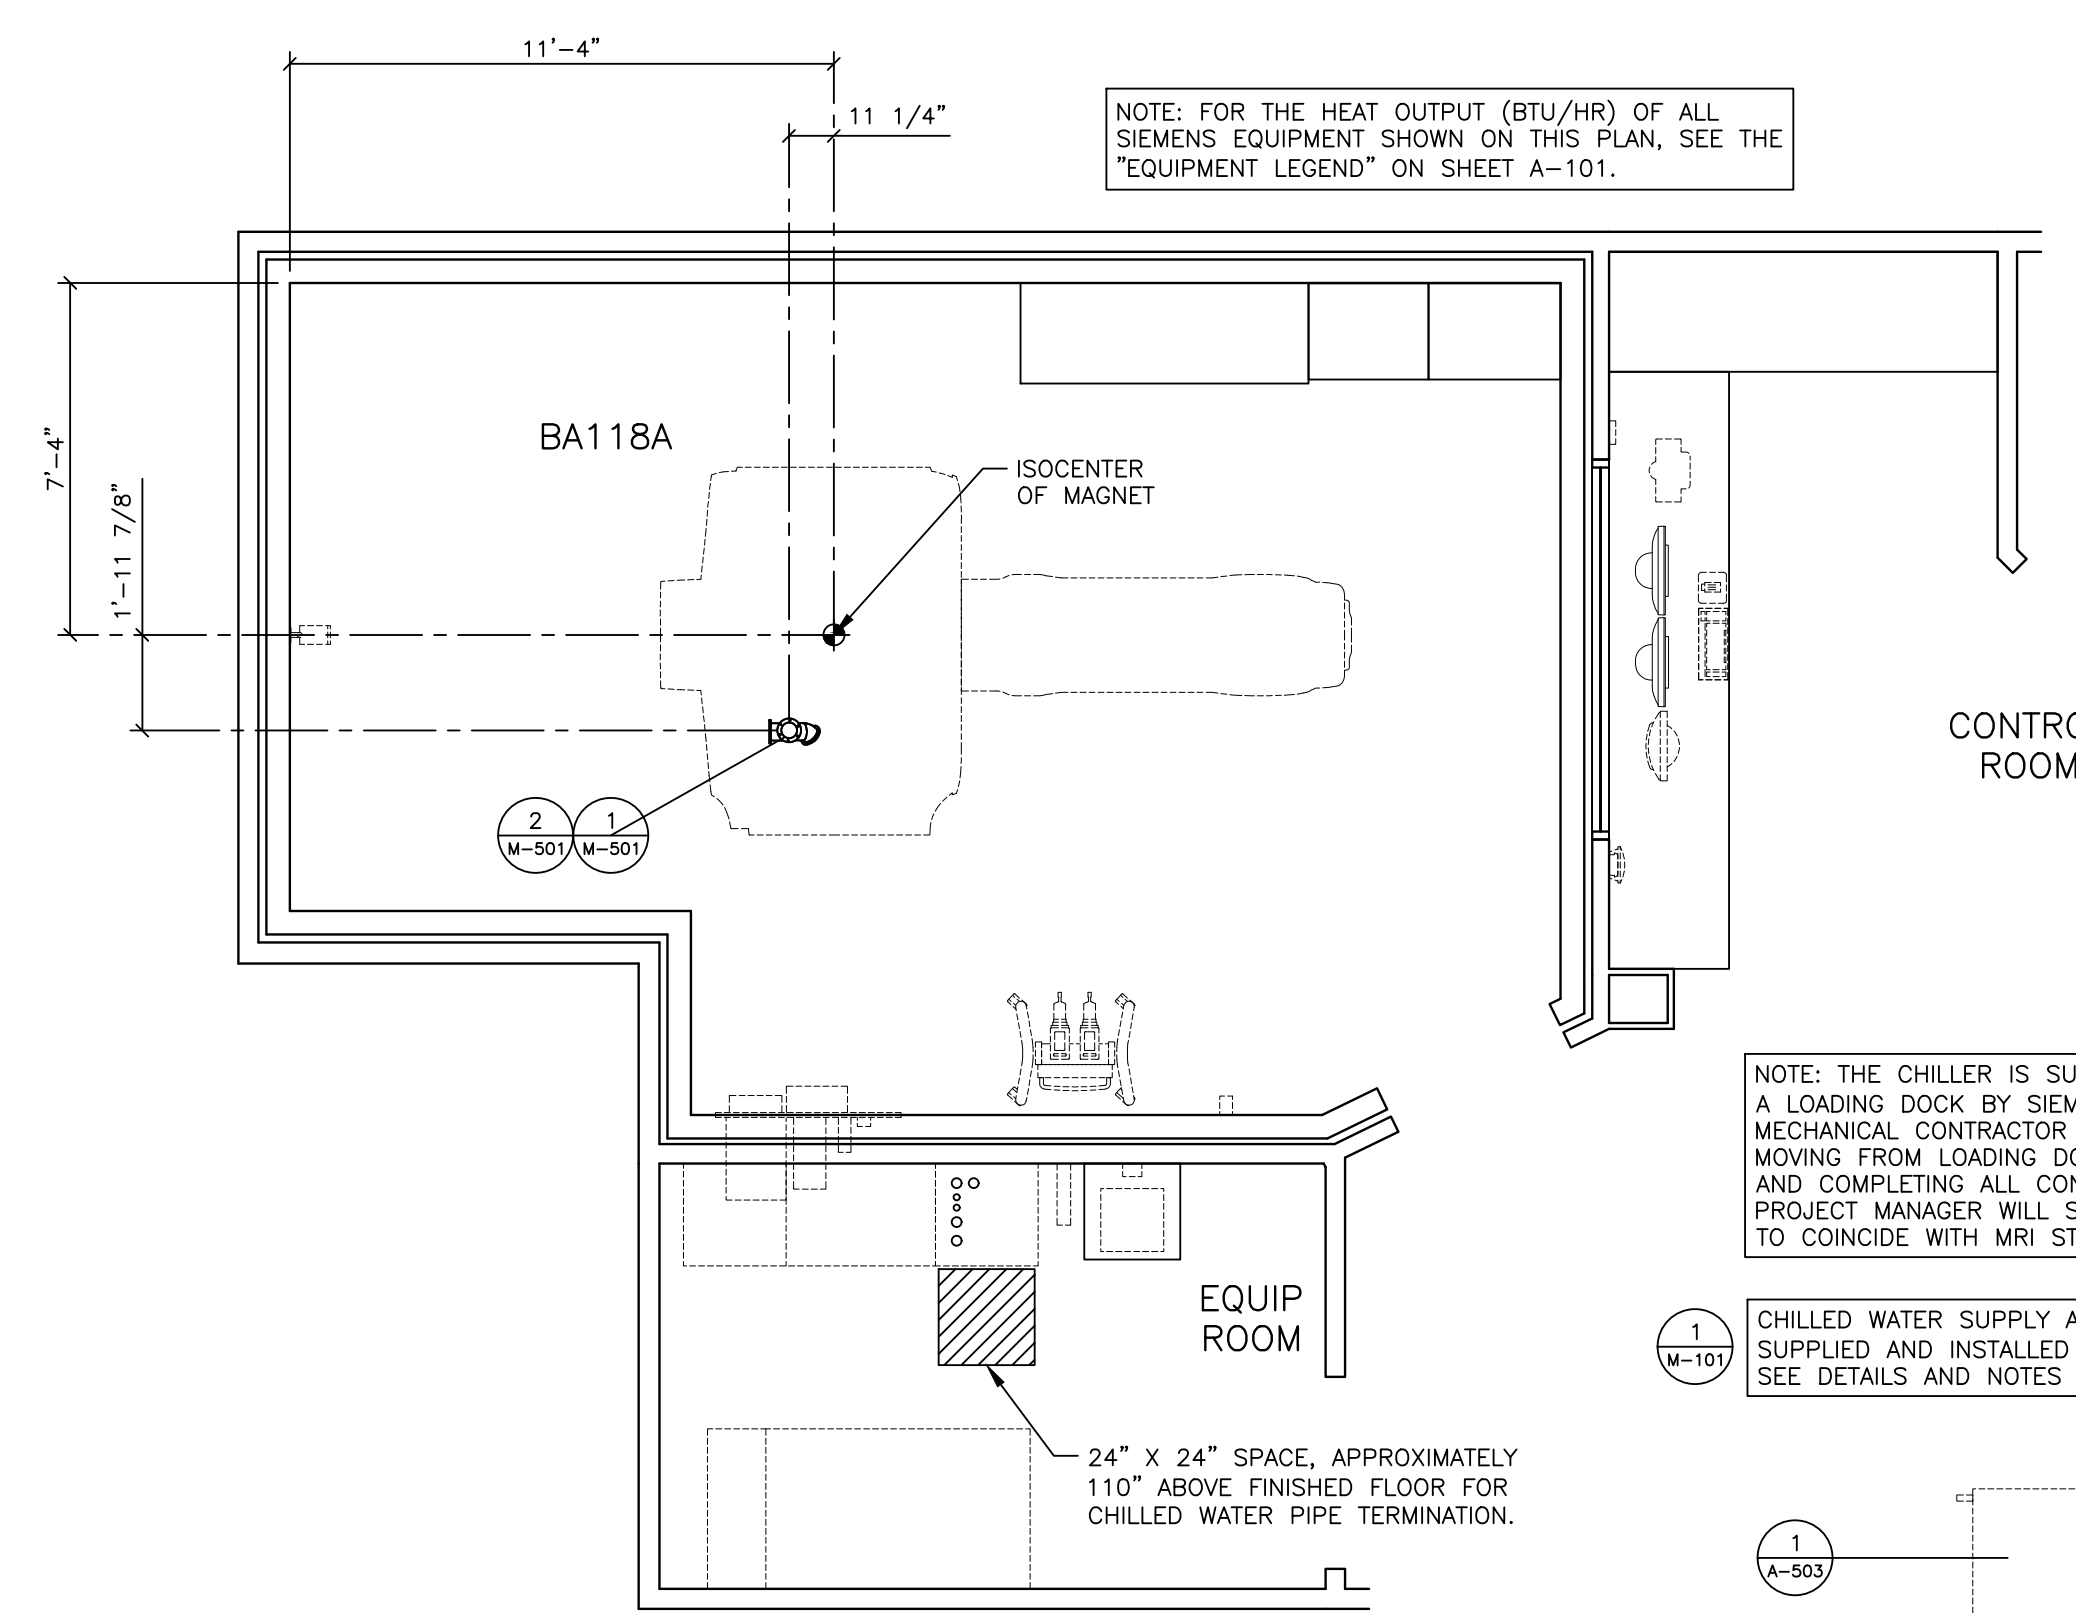 11'-4"
11 1/4"
NOTE: FOR THE HEAT OUTPUT (BTU/HR) OF ALL
SIEMENS EQUIPMENT SHOWN ON THIS PLAN, SEE THE
"EQUIPMENT LEGEND" ON SHEET A-101.
BA118A
7'-4"
1'-11 7/8"
ISOCENTER
OF MAGNET
CONTRO
ROOM
2
M-501
1
M-501
NOTE: THE CHILLER IS SU
A LOADING DOCK BY SIEM
MECHANICAL CONTRACTOR
MOVING FROM LOADING DO
AND COMPLETING ALL CON
PROJECT MANAGER WILL S
TO COINCIDE WITH MRI ST
EQUIP
ROOM
1
M-101
CHILLED WATER SUPPLY A
SUPPLIED AND INSTALLED
SEE DETAILS AND NOTES
24" X 24" SPACE, APPROXIMATELY
110" ABOVE FINISHED FLOOR FOR
CHILLED WATER PIPE TERMINATION.
1
A-503